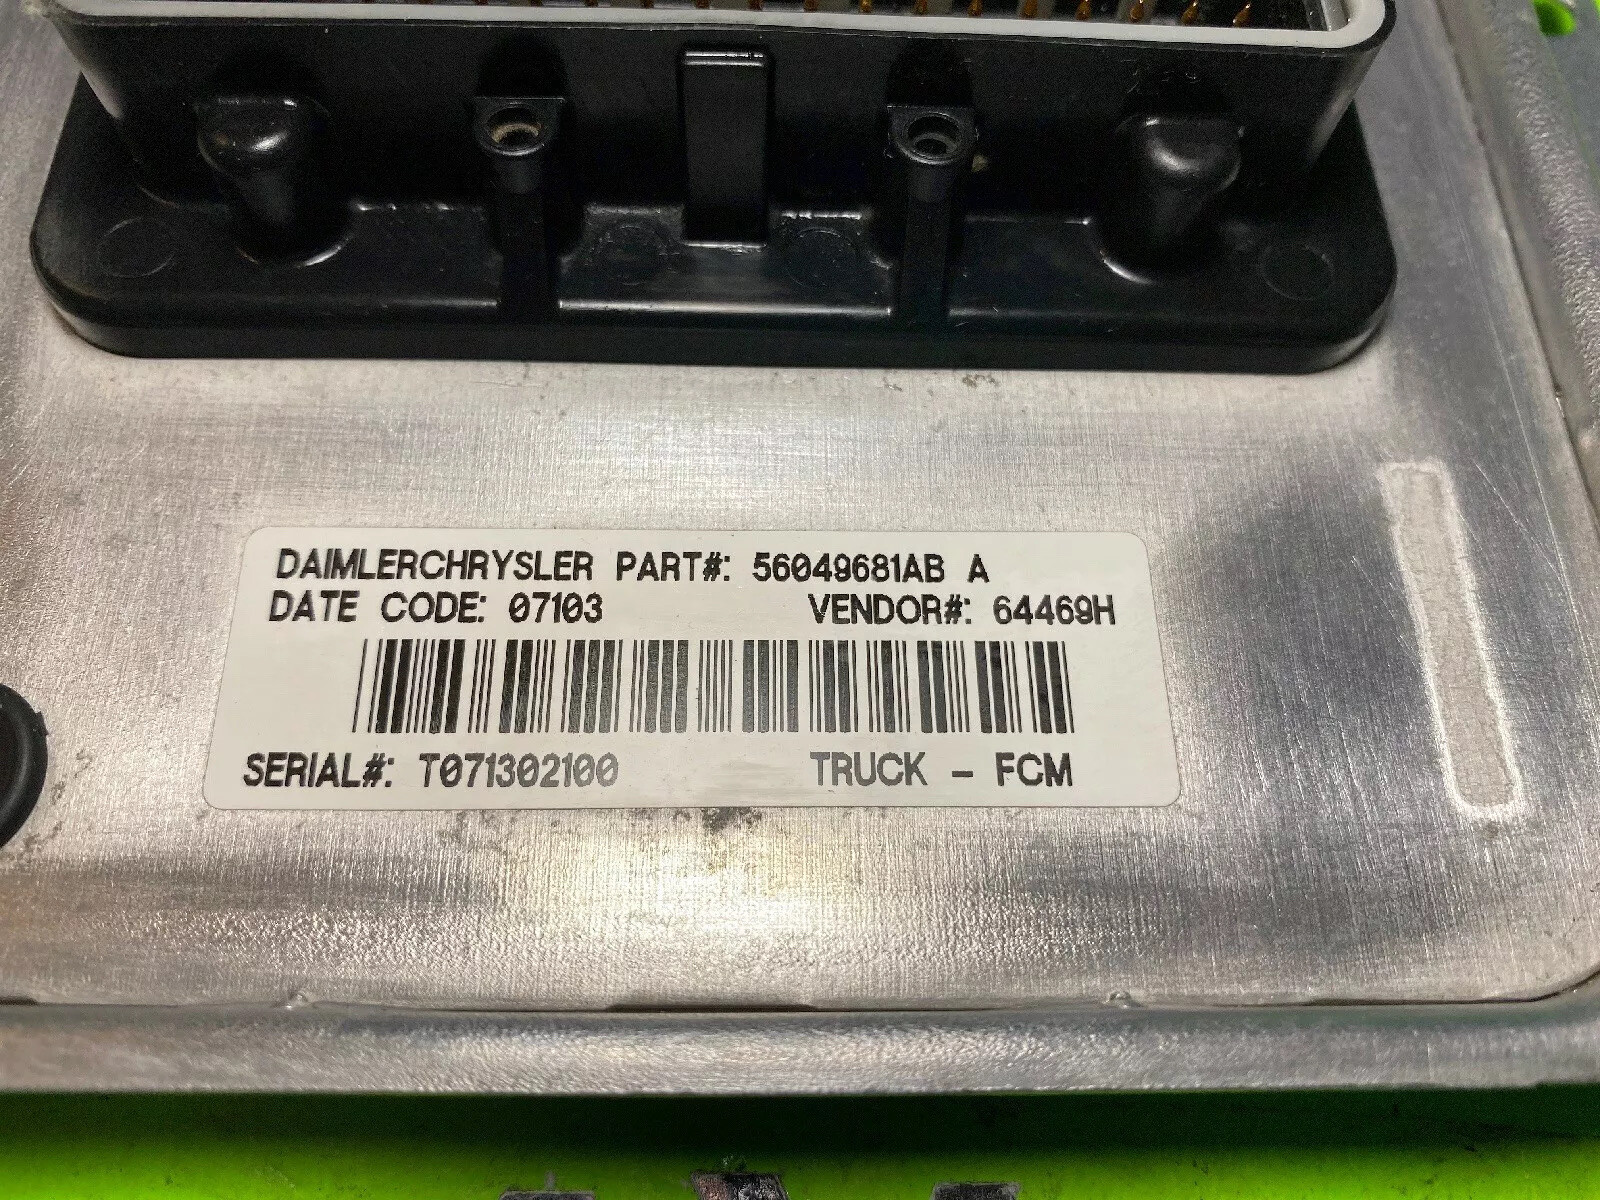 DAIMLERCHRYSLER PART#: 56049681AB A
DATE CODE: 07103 VENDOR#: 64469H
SERIAL#: T071302100 TRUCK - FCM